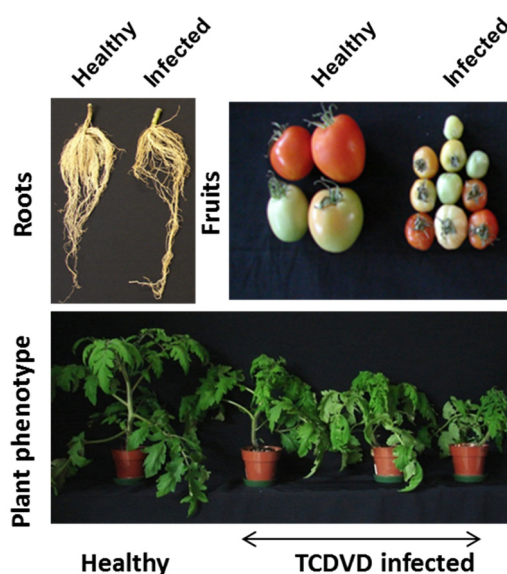 Healthy
Infected
Healthy
Infected
Roots
Fruits
Plant phenotype
Healthy
TCDVD infected